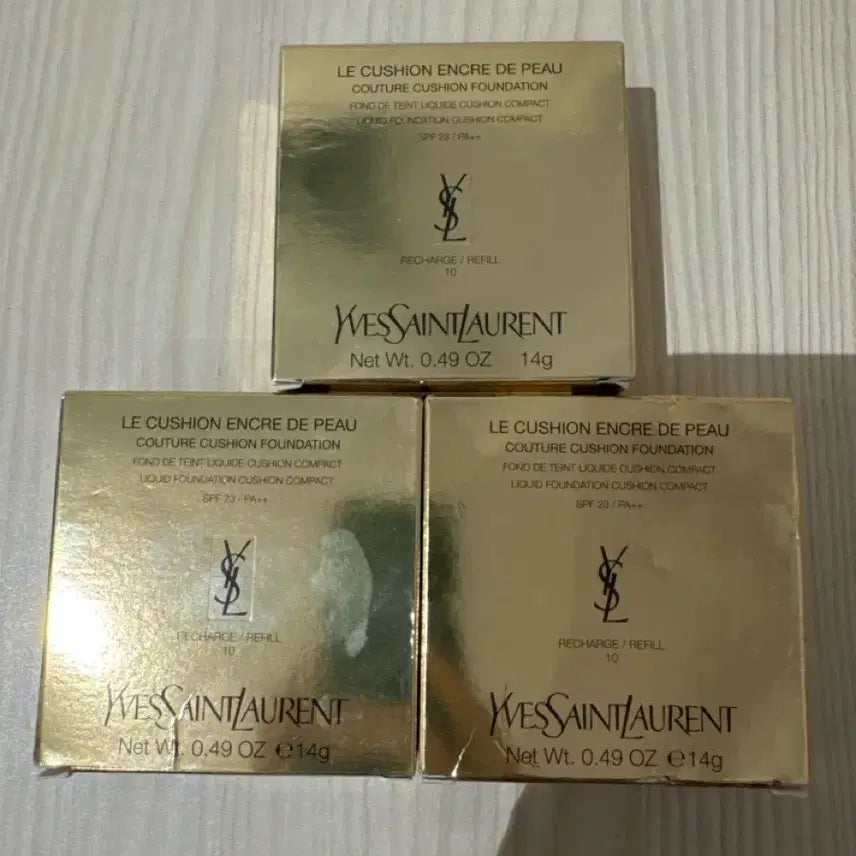 LE CUSHION ENCRE DE PEAU
COUTURE CUSHION FOUNDATION
FOND DE TEINT LIQUIDE CUSHION COMPACT
LIQUID FOUNDATION CUSHION COMPACT
SPF 23 / PA++
YSL
RECHARGE / REFILL
10
YVESSAINTLAURENT
Net Wt. 0.49 OZ 14g
LE CUSHION ENCRE DE PEAU
COUTURE CUSHION FOUNDATION
FOND DE TEINT LIQUIDE CUSHION COMPACT
LIQUID FOUNDATION CUSHION COMPACT
SPF 23 / PA++
YSL
RECHARGE / REFILL
10
YVESSAINTLAURENT
Net Wt. 0.49 OZ ℮14g
LE CUSHION ENCRE DE PEAU
COUTURE CUSHION FOUNDATION
FOND DE TEINT LIQUIDE CUSHION COMPACT
LIQUID FOUNDATION CUSHION COMPACT
SPF 23 / PA++
YSL
RECHARGE / REFILL
10
YVESSAINTLAURENT
Net Wt. 0.49 OZ ℮14g